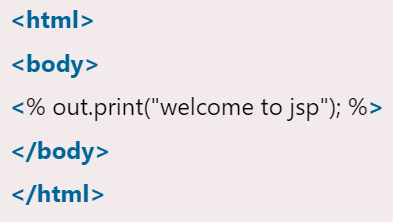 <html>
<body>
<% out.print("welcome to jsp"); %>
</body>
</html>